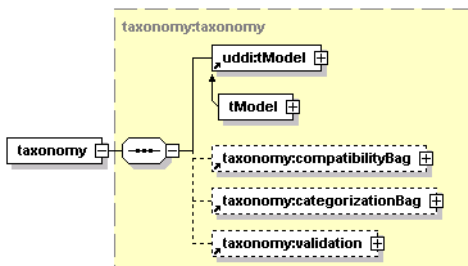 taxonomy:taxonomy
uddi:tModel
tModel
taxonomy
taxonomy:compatibilityBag
taxonomy:categorizationBag
taxonomy:validation